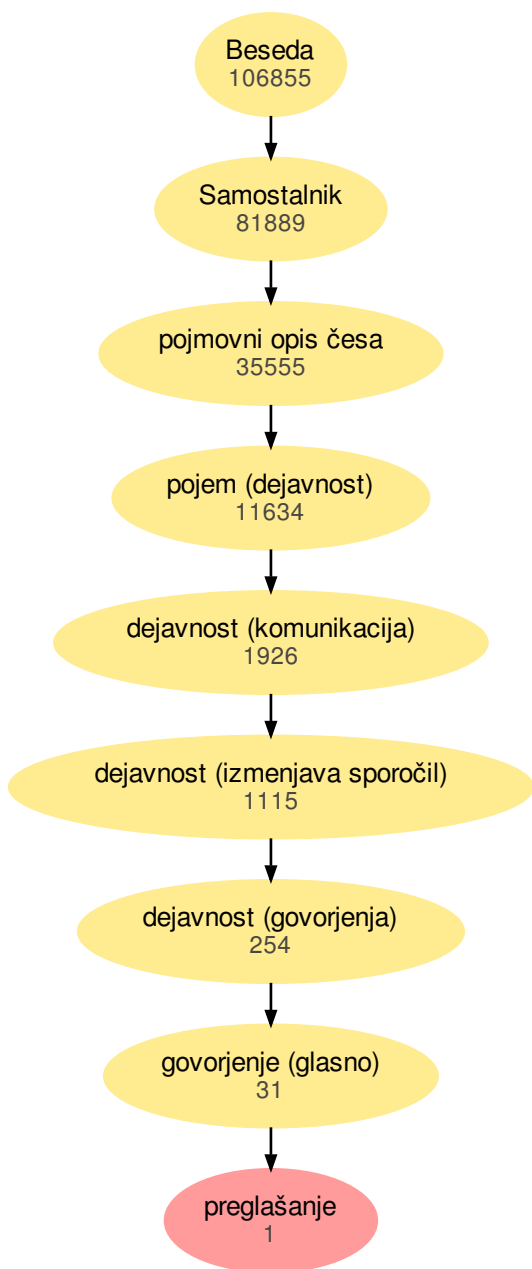 Beseda
106855
Samostalnik
81889
pojmovni opis česa
35555
pojem (dejavnost)
11634
dejavnost (komunikacija)
1926
dejavnost (izmenjava sporočil)
1115
dejavnost (govorjenja)
254
govorjenje (glasno)
31
preglašanje
1